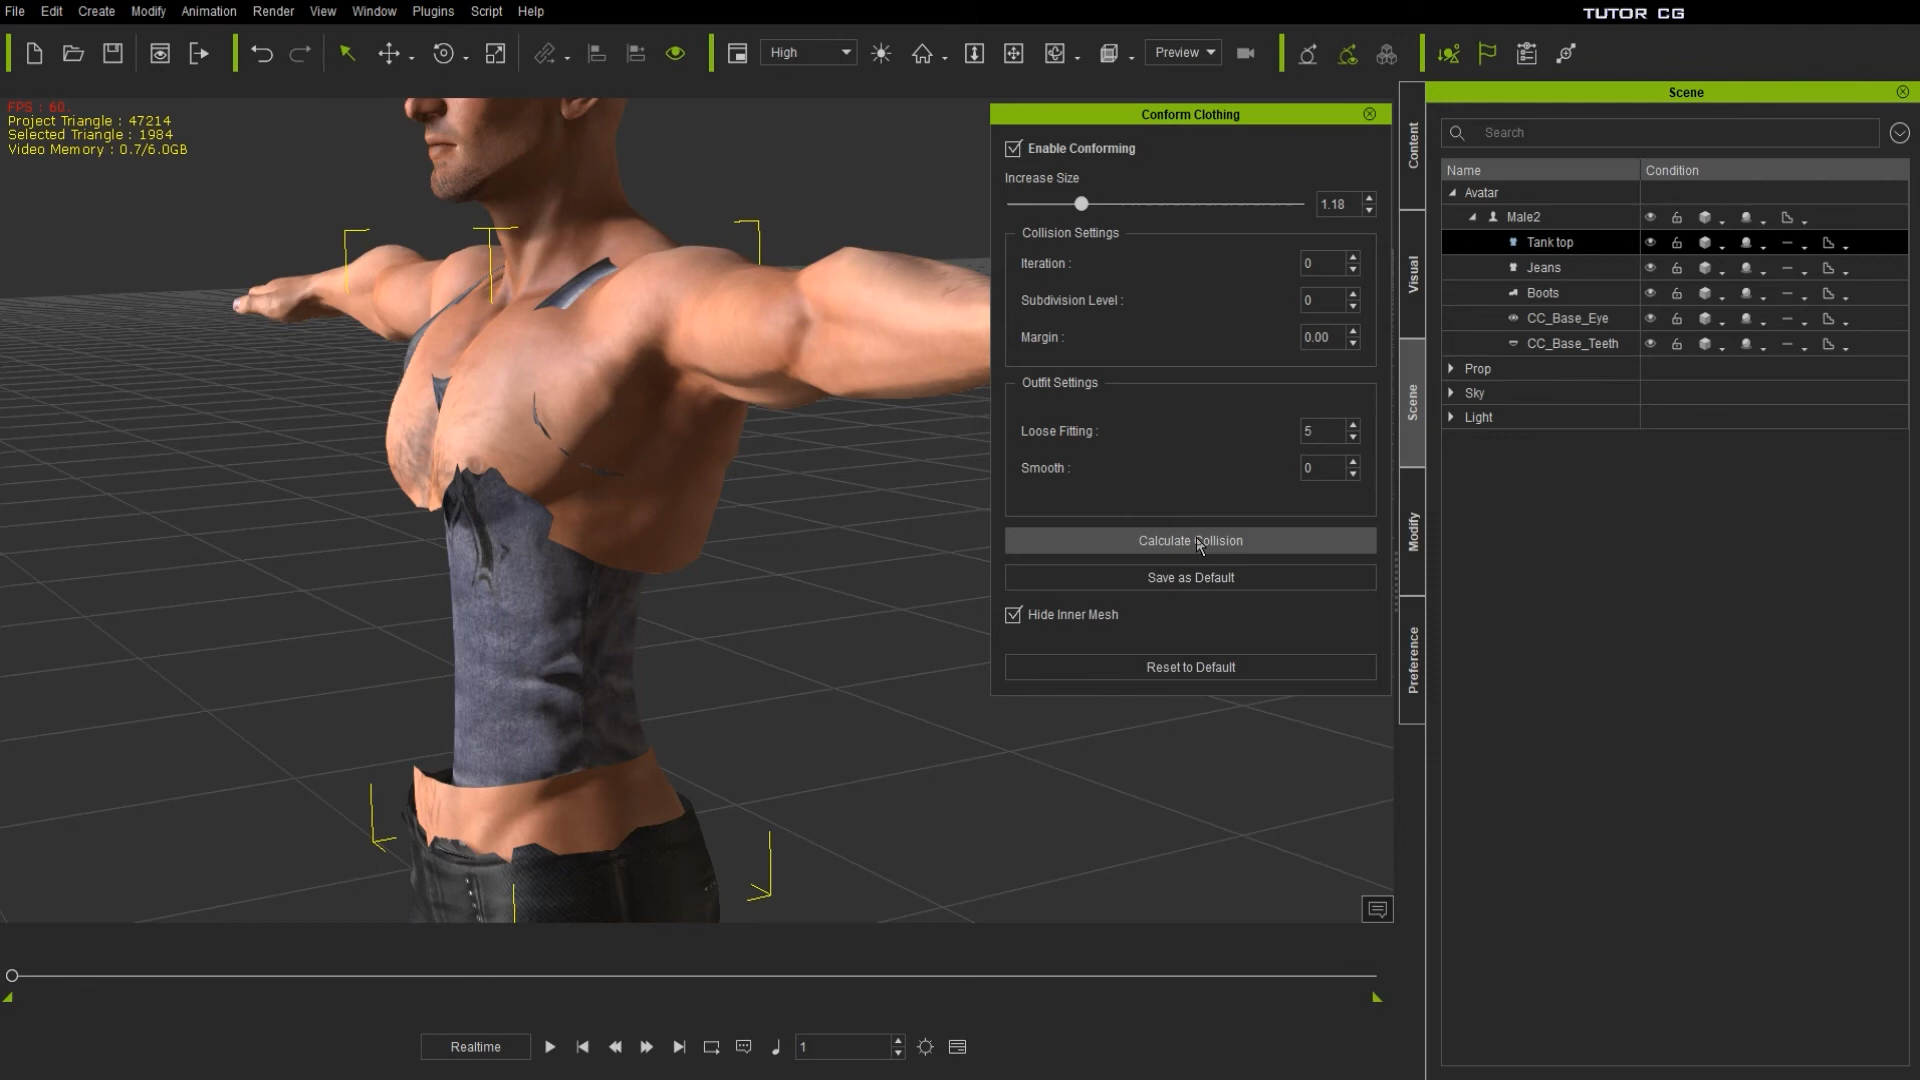 File Edit Create Modify Animation Render View Window Plugins Script Help
TUTOR CG
High
Preview
FPS : 60.
Project Triangle : 47214
Selected Triangle : 1984
Video Memory : 0.7/6.0GB
Conform Clothing
Enable Conforming
Increase Size
1.18
Collision Settings
Iteration : 0
Subdivision Level : 0
Margin : 0.00
Outfit Settings
Loose Fitting : 5
Smooth : 0
Calculate Collision
Save as Default
Hide Inner Mesh
Reset to Default
Content
Visual
Scene
Modify
Preference
Scene
Search
Name Condition
Avatar
Male2
Tank top
Jeans
Boots
CC_Base_Eye
CC_Base_Teeth
Prop
Sky
Light
Realtime
1